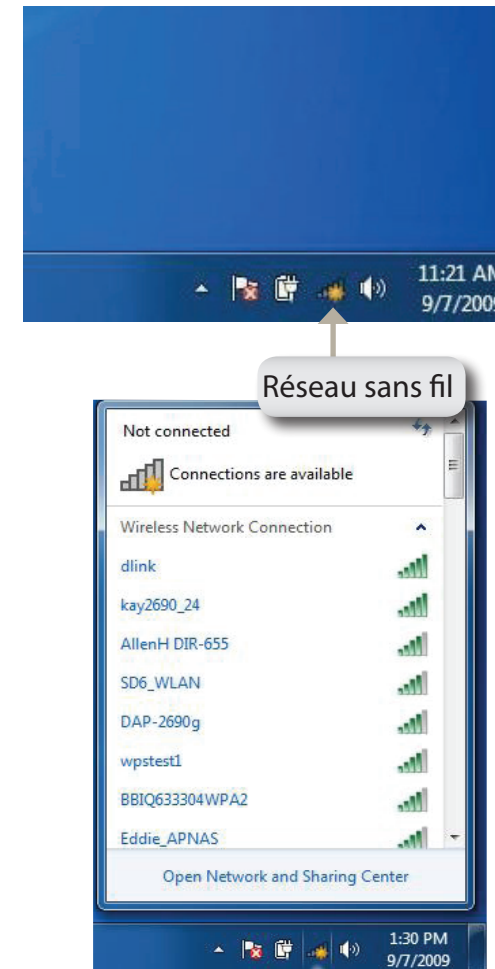 11:21 AM
9/7/2009
Réseau sans fil
Not connected
Connections are available
Wireless Network Connection
dlink
kay2690_24
AllenH DIR-655
SD6_WLAN
DAP-2690g
wpstest1
BBIQ633304WPA2
Eddie_APNAS
Open Network and Sharing Center
1:30 PM
9/7/2009